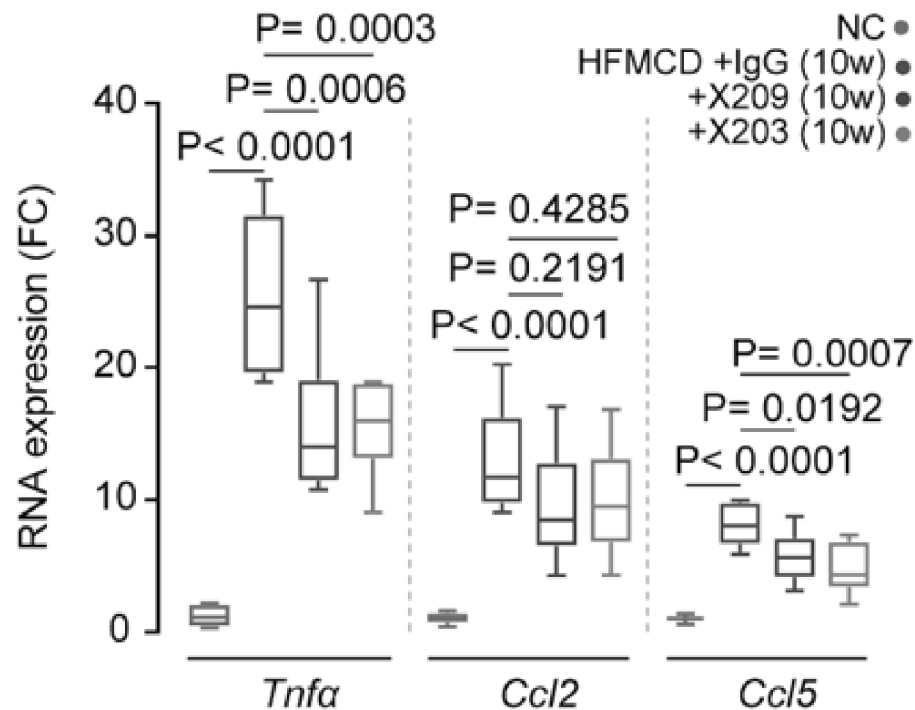 NC
HFMCD +IgG (10w)
+X209 (10w)
+X203 (10w)
RNA expression (FC)
40
30
20
10
0
P= 0.0003
P= 0.0006
P< 0.0001
P= 0.4285
P= 0.2191
P< 0.0001
P= 0.0007
P= 0.0192
P< 0.0001
Tnfα
Ccl2
Ccl5